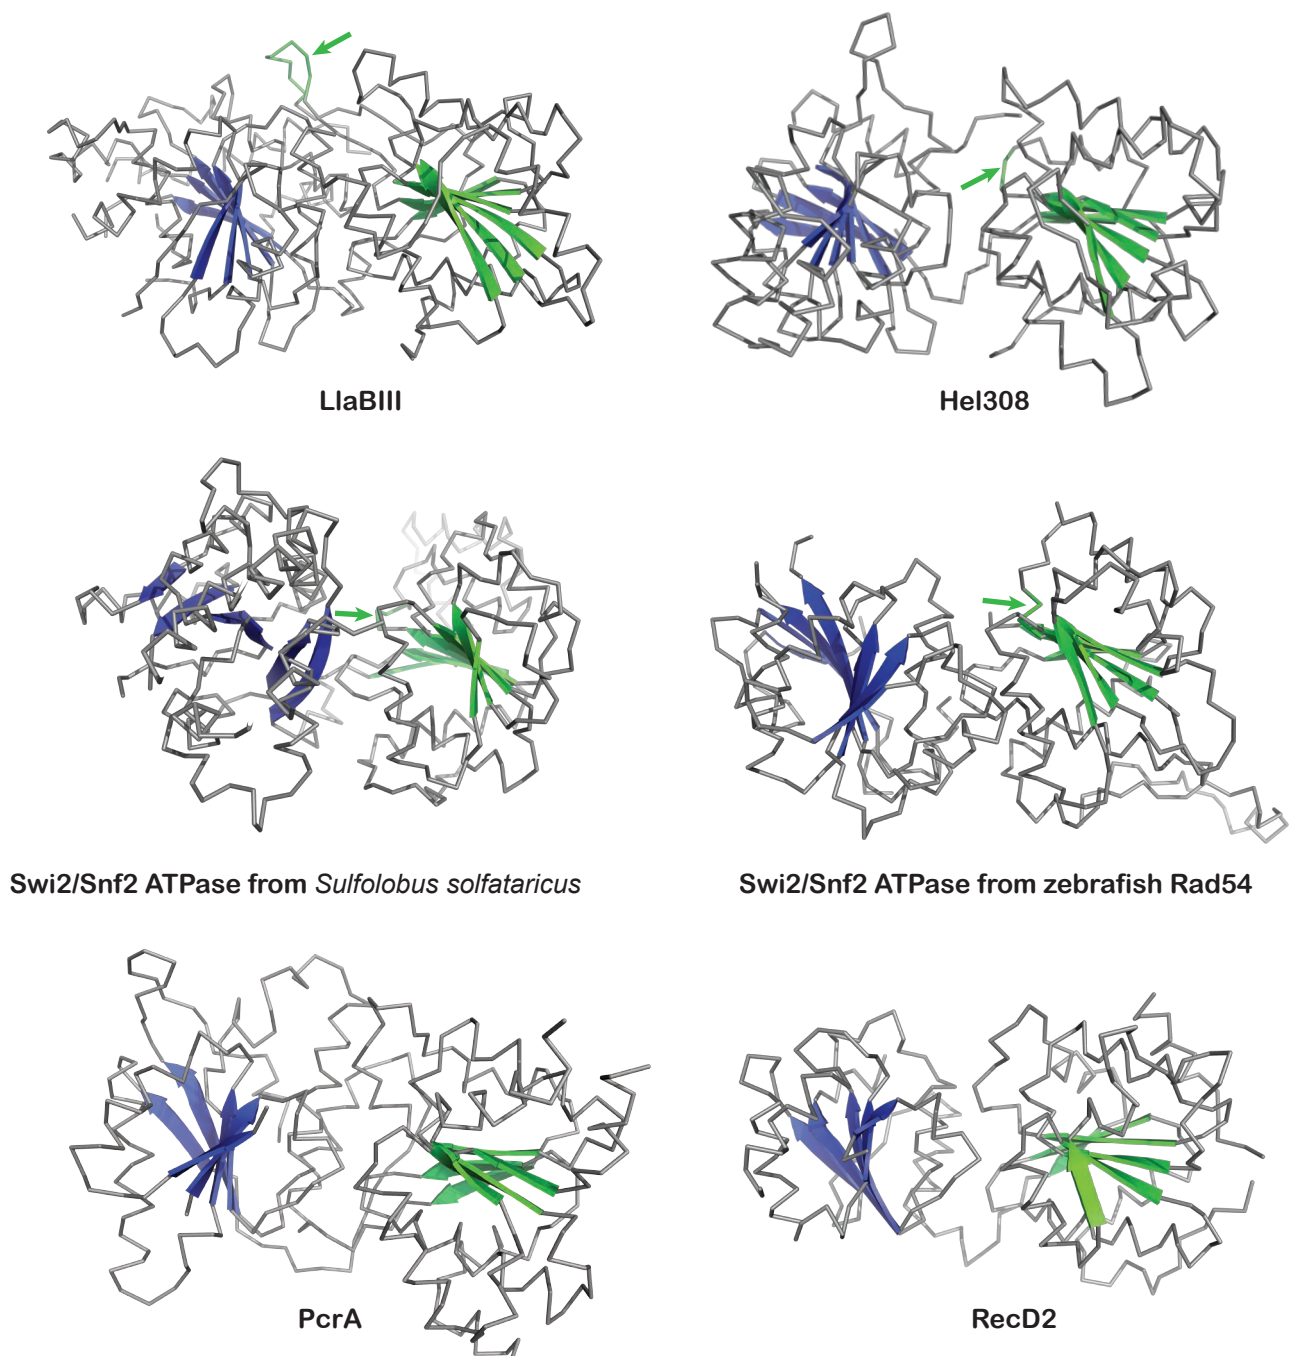 LlaBIII
Hel308
Swi2/Snf2 ATPase from Sulfolobus solfataricus
Swi2/Snf2 ATPase from zebrafish Rad54
PcrA
RecD2